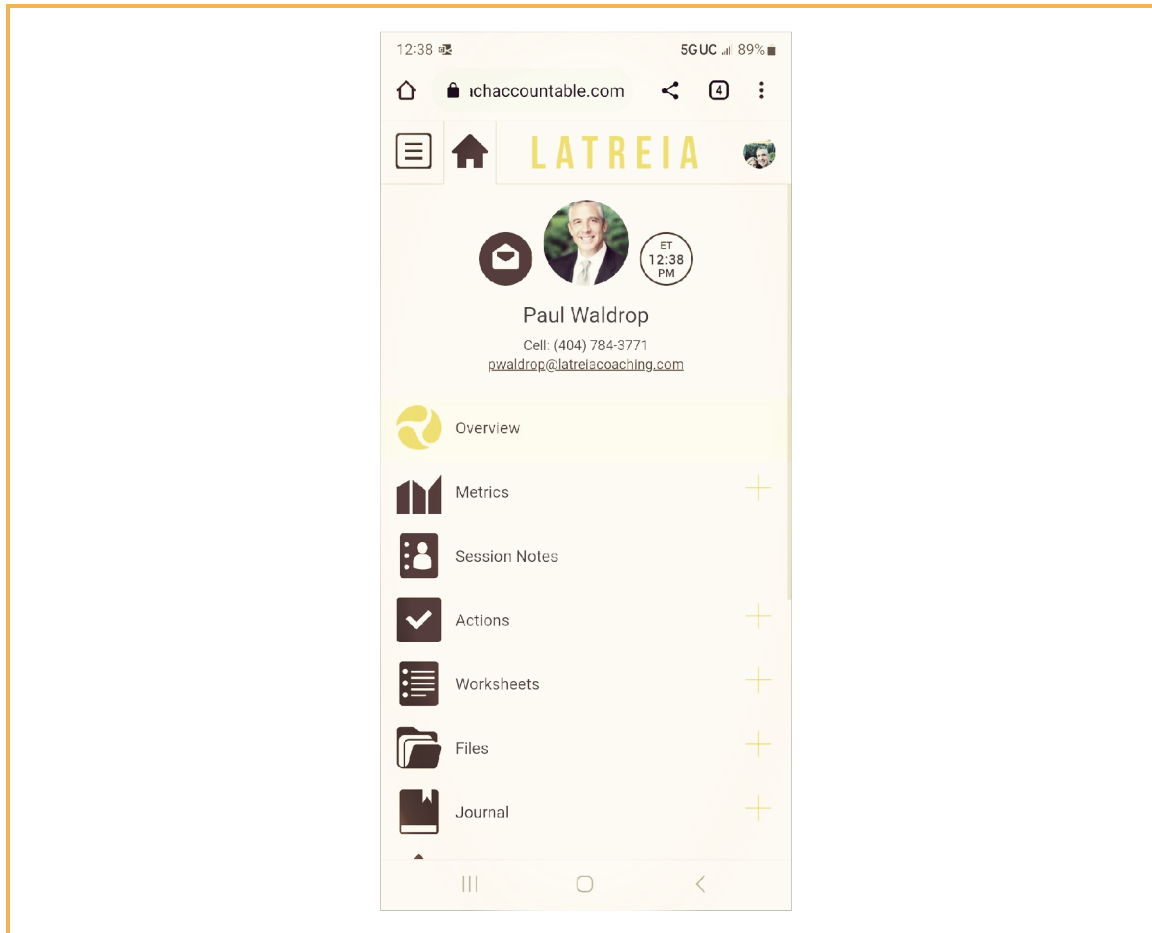 12:38 5G UC 89%
achaccountable.com 4
LATREIA
ET
12:38
PM
Paul Waldrop
Cell: (404) 784-3771
pwaldrop@latreiacoaching.com
Overview
Metrics
Session Notes
Actions
Worksheets
Files
Journal